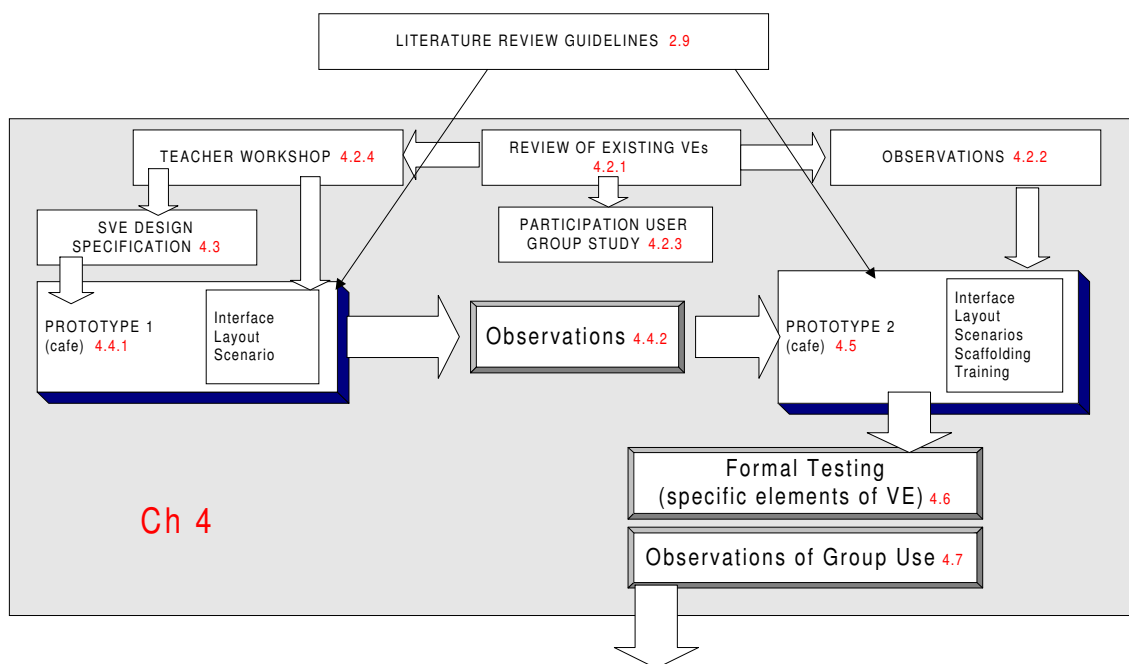 LITERATURE REVIEW GUIDELINES 2.9
TEACHER WORKSHOP 4.2.4
REVIEW OF EXISTING VEs
4.2.1
OBSERVATIONS 4.2.2
SVE DESIGN
SPECIFICATION 4.3
PARTICIPATION USER
GROUP STUDY 4.2.3
PROTOTYPE 1
(cafe) 4.4.1
Interface
Layout
Scenario
Observations 4.4.2
PROTOTYPE 2
(cafe) 4.5
Interface
Layout
Scenarios
Scaffolding
Training
Formal Testing
(specific elements of VE) 4.6
Ch 4
Observations of Group Use 4.7